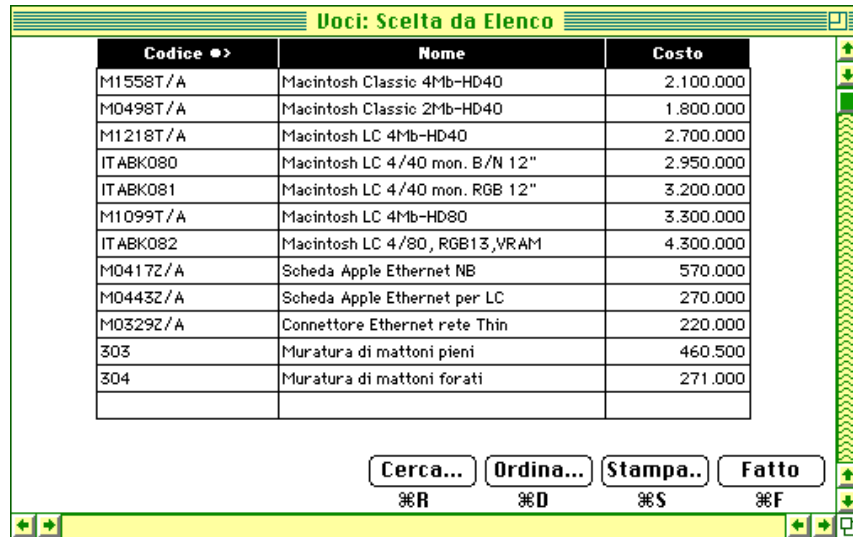 Voci: Scelta da Elenco
Codice ●> Nome Costo
M1558T/A Macintosh Classic 4Mb-HD40 2.100.000
M0498T/A Macintosh Classic 2Mb-HD40 1.800.000
M1218T/A Macintosh LC 4Mb-HD40 2.700.000
ITABK080 Macintosh LC 4/40 mon. B/N 12" 2.950.000
ITABK081 Macintosh LC 4/40 mon. RGB 12" 3.200.000
M1099T/A Macintosh LC 4Mb-HD80 3.300.000
ITABK082 Macintosh LC 4/80, RGB13,VRAM 4.300.000
M0417Z/A Scheda Apple Ethernet NB 570.000
M0443Z/A Scheda Apple Ethernet per LC 270.000
M0329Z/A Connettore Ethernet rete Thin 220.000
303 Muratura di mattoni pieni 460.500
304 Muratura di mattoni forati 271.000
Cerca... Ordina... Stampa.. Fatto
⌘R ⌘D ⌘S ⌘F